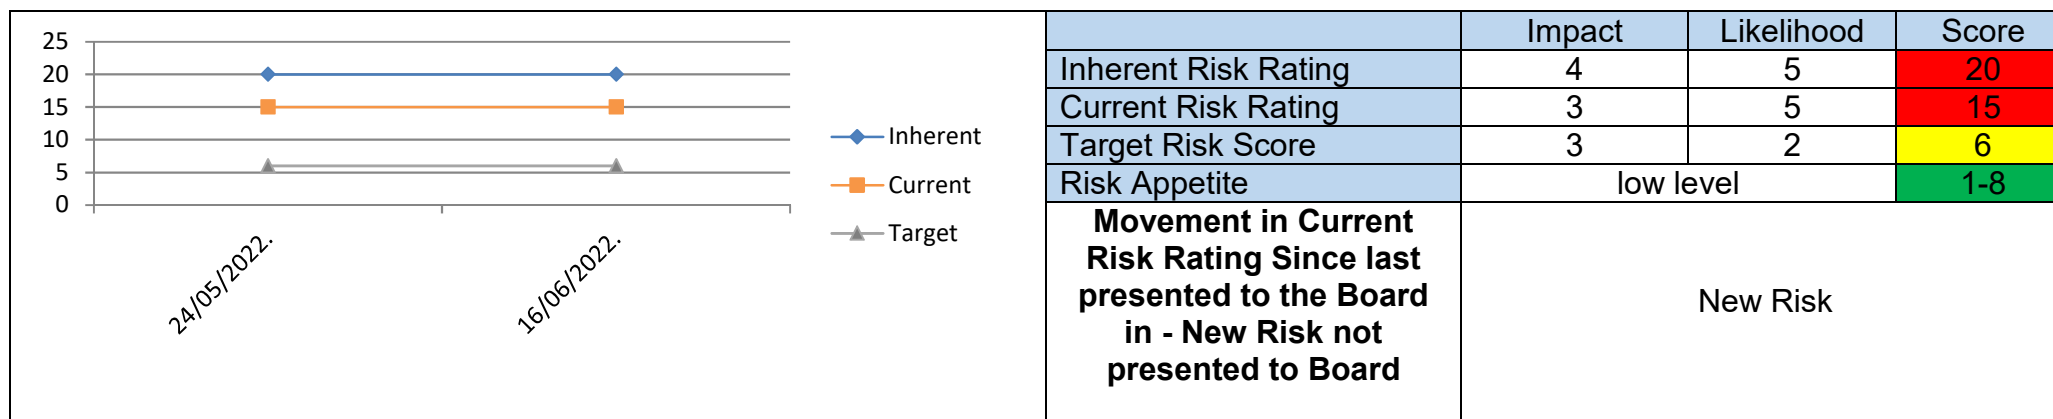 25
20
15
10
5
0
24/05/2022.
16/06/2022.
Inherent
Current
Target
Impact Likelihood Score
Inherent Risk Rating 4 5 20
Current Risk Rating 3 5 15
Target Risk Score 3 2 6
Risk Appetite low level 1-8
Movement in Current
Risk Rating Since last
presented to the Board
in - New Risk not
presented to Board
New Risk